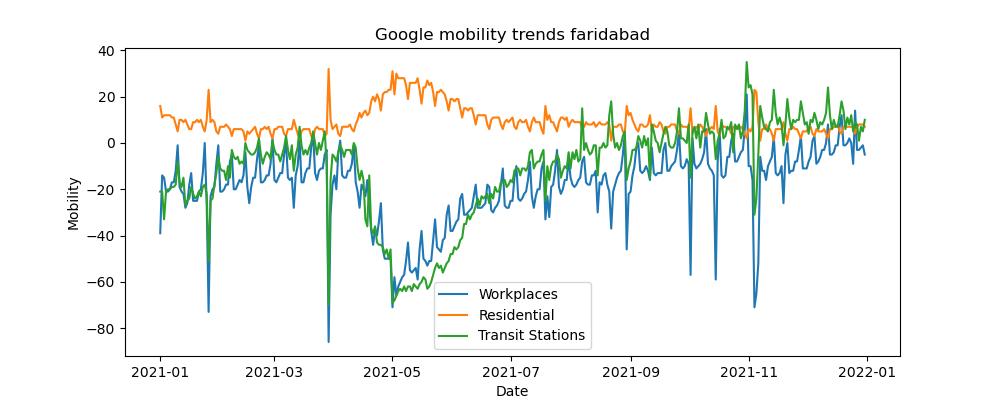 Google mobility trends faridabad
40
20
0
−20
−40
−60
−80
Mobility
Workplaces
Residential
Transit Stations
2021-01 2021-03 2021-05 2021-07 2021-09 2021-11 2022-01
Date